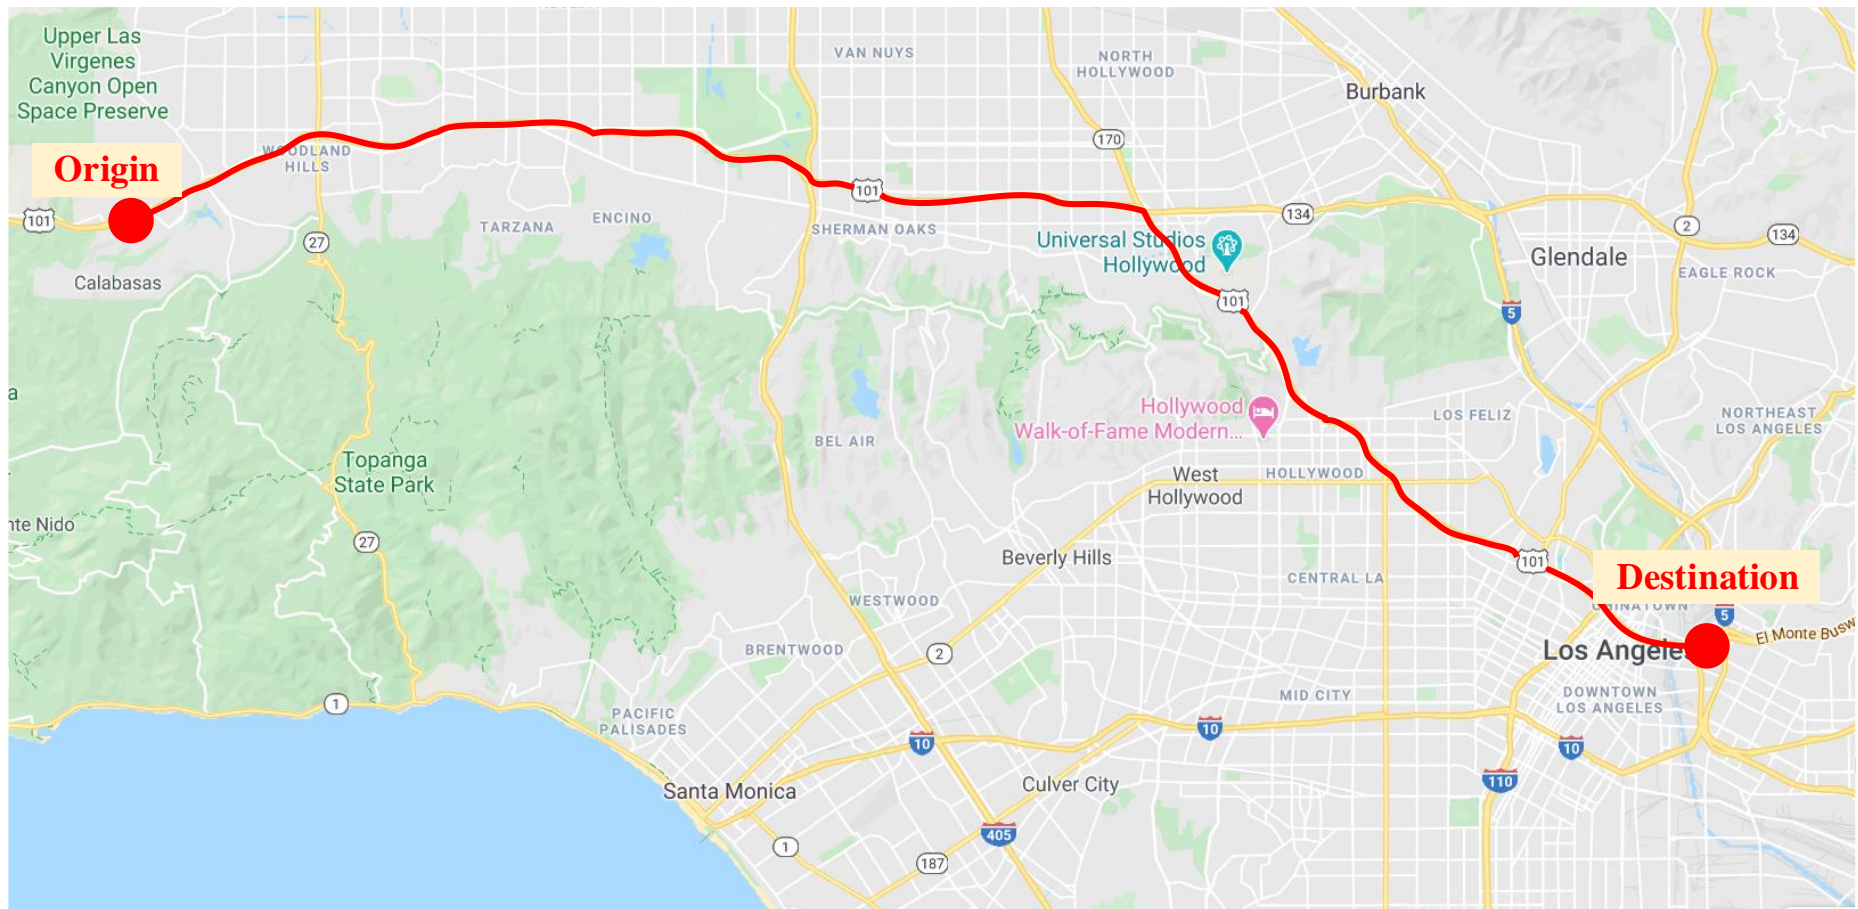 Upper Las
Virgenes
Canyon Open
Space Preserve
VAN NUYS
NORTH
HOLLYWOOD
Burbank
170
Origin
WOODLAND
HILLS
101
101
27
TARZANA
ENCINO
SHERMAN OAKS
134
2
134
Universal Studios
Hollywood
Glendale
EAGLE ROCK
Calabasas
101
5
a
Hollywood
Walk-of-Fame Modern...
LOS FELIZ
NORTHEAST
LOS ANGELES
BEL AIR
Topanga
State Park
West
Hollywood
HOLLYWOOD
nte Nido
27
Beverly Hills
101
CENTRAL LA
Destination
WESTWOOD
CHINATOWN
5
El Monte Busw
BRENTWOOD
2
Los Angeles
MID CITY
DOWNTOWN
LOS ANGELES
1
PACIFIC
PALISADES
10
10
10
Santa Monica
Culver City
110
405
1
187